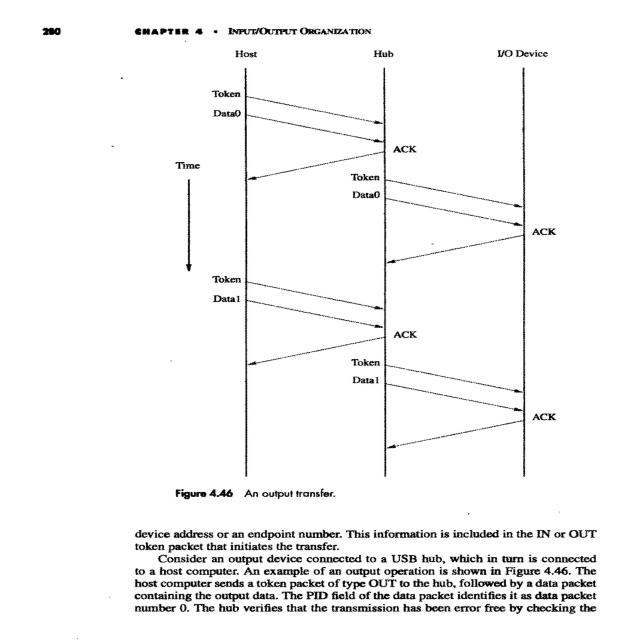 280 CHAPTER 4 • INPUT/OUTPUT ORGANIZATION
Host Hub I/O Device
Token
Data0
ACK
Time
Token
Data0
ACK
Token
Data1
ACK
Token
Data1
ACK
Figure 4.46 An output transfer.
device address or an endpoint number. This information is included in the IN or OUT
token packet that initiates the transfer.
Consider an output device connected to a USB hub, which in turn is connected
to a host computer. An example of an output operation is shown in Figure 4.46. The
host computer sends a token packet of type OUT to the hub, followed by a data packet
containing the output data. The PID field of the data packet identifies it as data packet
number 0. The hub verifies that the transmission has been error free by checking the